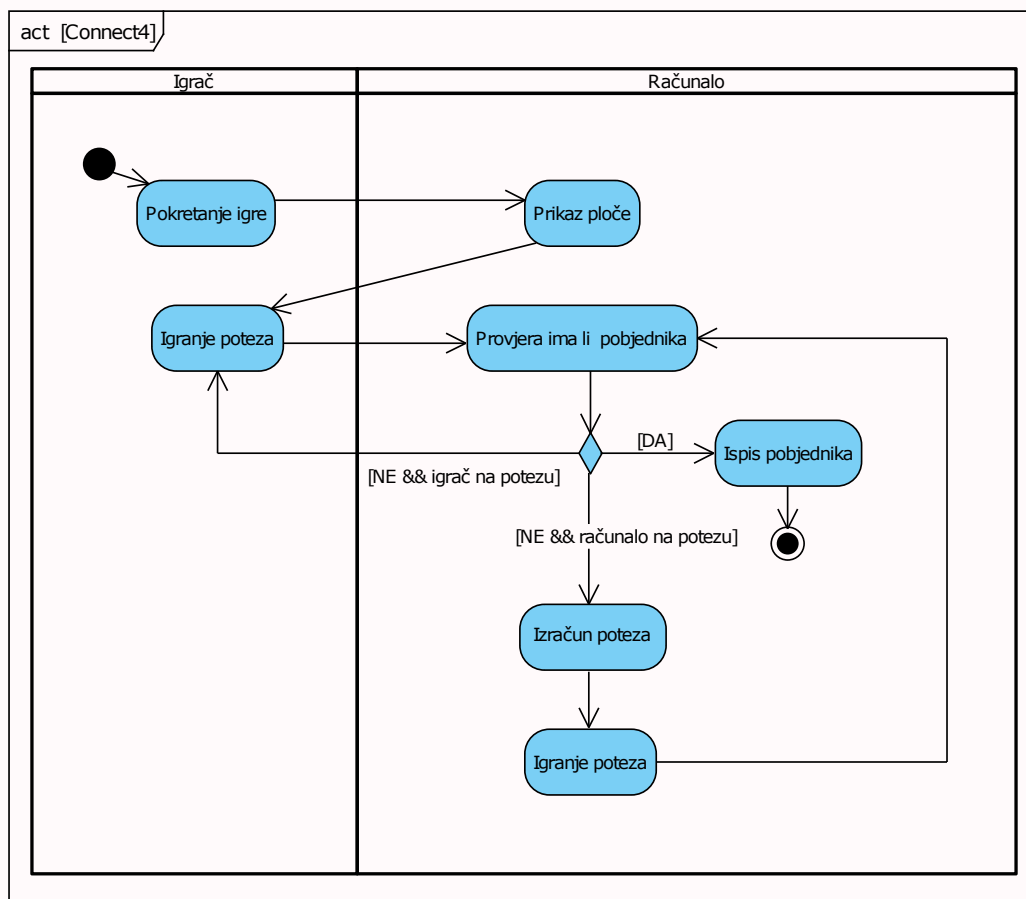 act [Connect4]
Igrač
Računalo
Pokretanje igre
Prikaz ploče
Igranje poteza
Provjera ima li pobjednika
[DA]
Ispis pobjednika
[NE && igrač na potezu]
[NE && računalo na potezu]
Izračun poteza
Igranje poteza